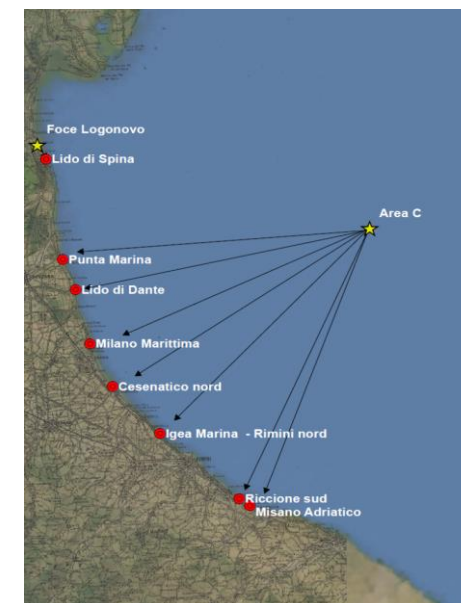 Foce Logonovo
Lido di Spina
Area C
Punta Marina
Lido di Dante
Milano Marittima
Cesenatico nord
Igea Marina - Rimini nord
Riccione sud
Misano Adriatico